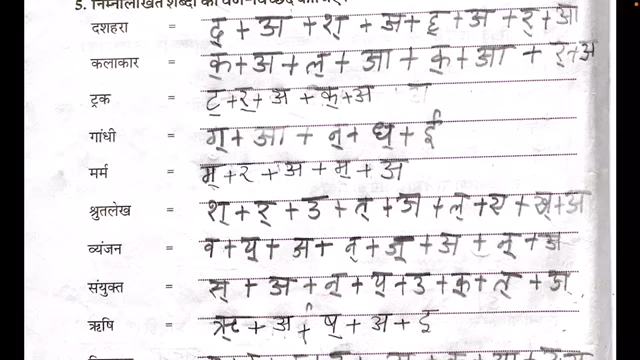 5. निम्नलिखित शब्दों का वर्ण-विच्छेद कीजिए।
दशहरा = द् + अ + श् + अ + ह् + अ + र् + आ
कलाकार = क् + अ + ल् + आ + क् + आ + र् + अ
ट्रक = ट् + र् + अ + क् + अ
गांधी = ग् + आ + न् + ध् + ई
मर्म = म् + र + अ + म् + अ
श्रुतलेख = श् + र् + उ + त् + अ + ल् + ए + ख् + अ
व्यंजन = व + य् + अ + न् + ज् + अ + न् + अ
संयुक्त = स् + अ + न् + य् + उ + क् + त् + अ
ऋषि = ऋ + अ + ष् + अ + इ